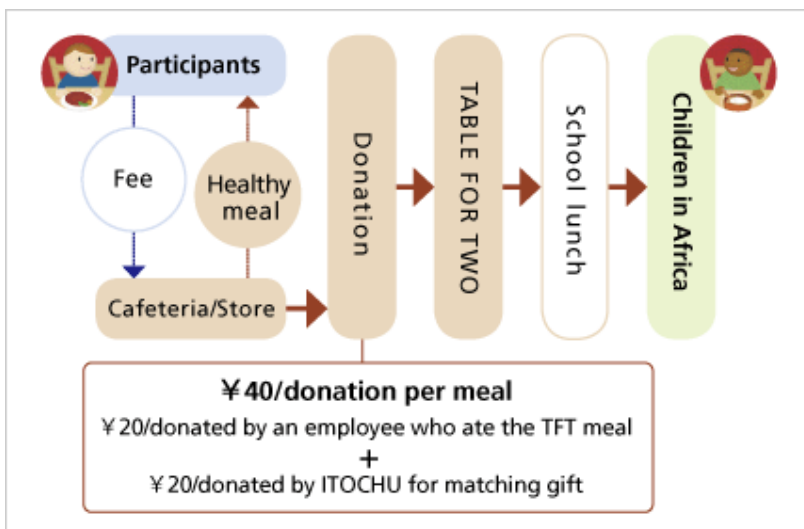 Participants
Fee
Healthy
meal
Cafeteria/Store
Donation
TABLE FOR TWO
School lunch
Children in Africa
¥40/donation per meal
¥20/donated by an employee who ate the TFT meal
+
¥20/donated by ITOCHU for matching gift